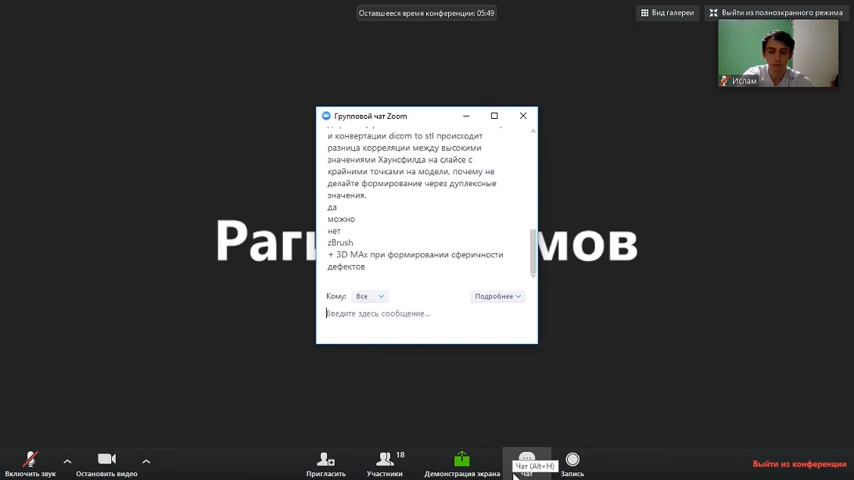 Оставшееся время конференции: 05:49
Вид галереи
Выйти из полноэкранного режима
Ислам
Групповой чат Zoom
и конвертации dicom to stl происходит
разница корреляции между высокими
значениями Хаунсфилда на слайсе с
крайними точками на модели, почему не
делайте формирование через дуплексные
значения.
да
можно
нет
zBrush
+ 3D MAx при формировании сферичности
дефектов
Раги
мов
Кому: Все
Подробнее
Введите здесь сообщение...
Включить звук
Остановить видео
Пригласить
18
Участники
Демонстрация экрана
Чат (Alt+H)
Чат
Запись
Выйти из конференции